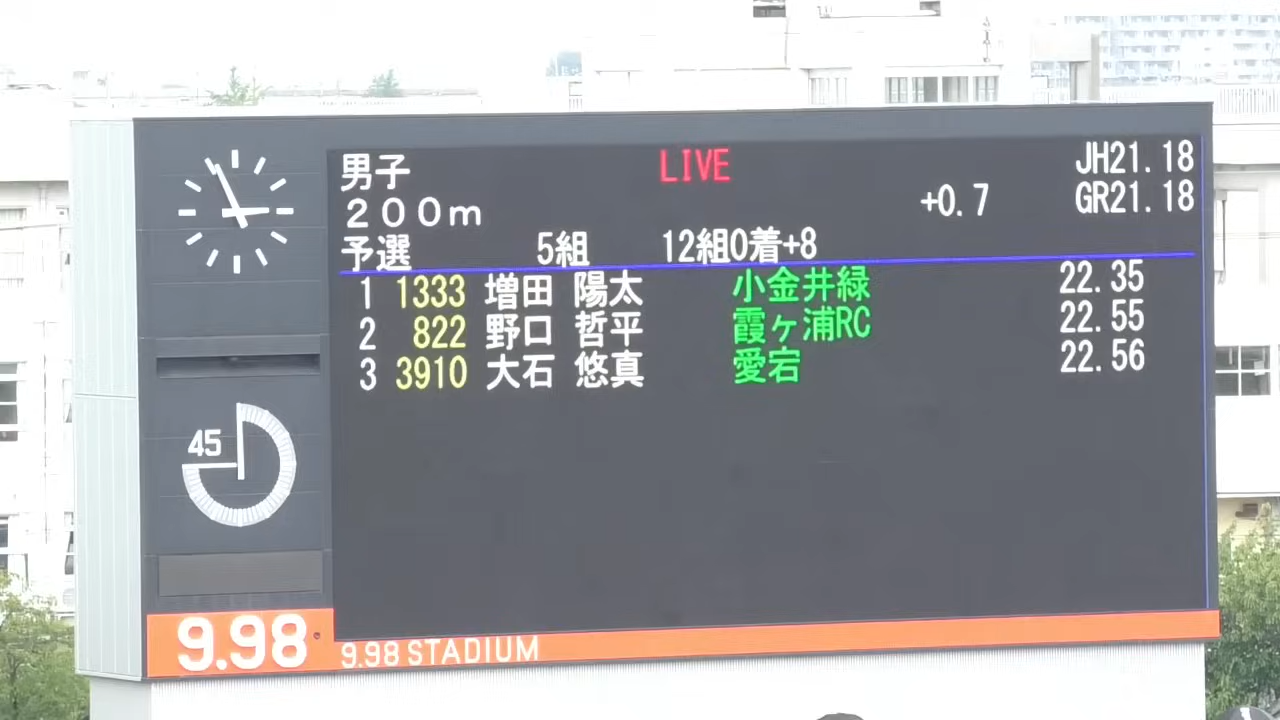 男子 LIVE JH21.18
200m +0.7 GR21.18
予選 5組 12組0着+8
1 1333 増田 陽太 小金井緑 22.35
2 822 野口 哲平 霞ヶ浦RC 22.55
3 3910 大石 悠真 愛宕 22.56
45
9.98
9.98 STADIUM